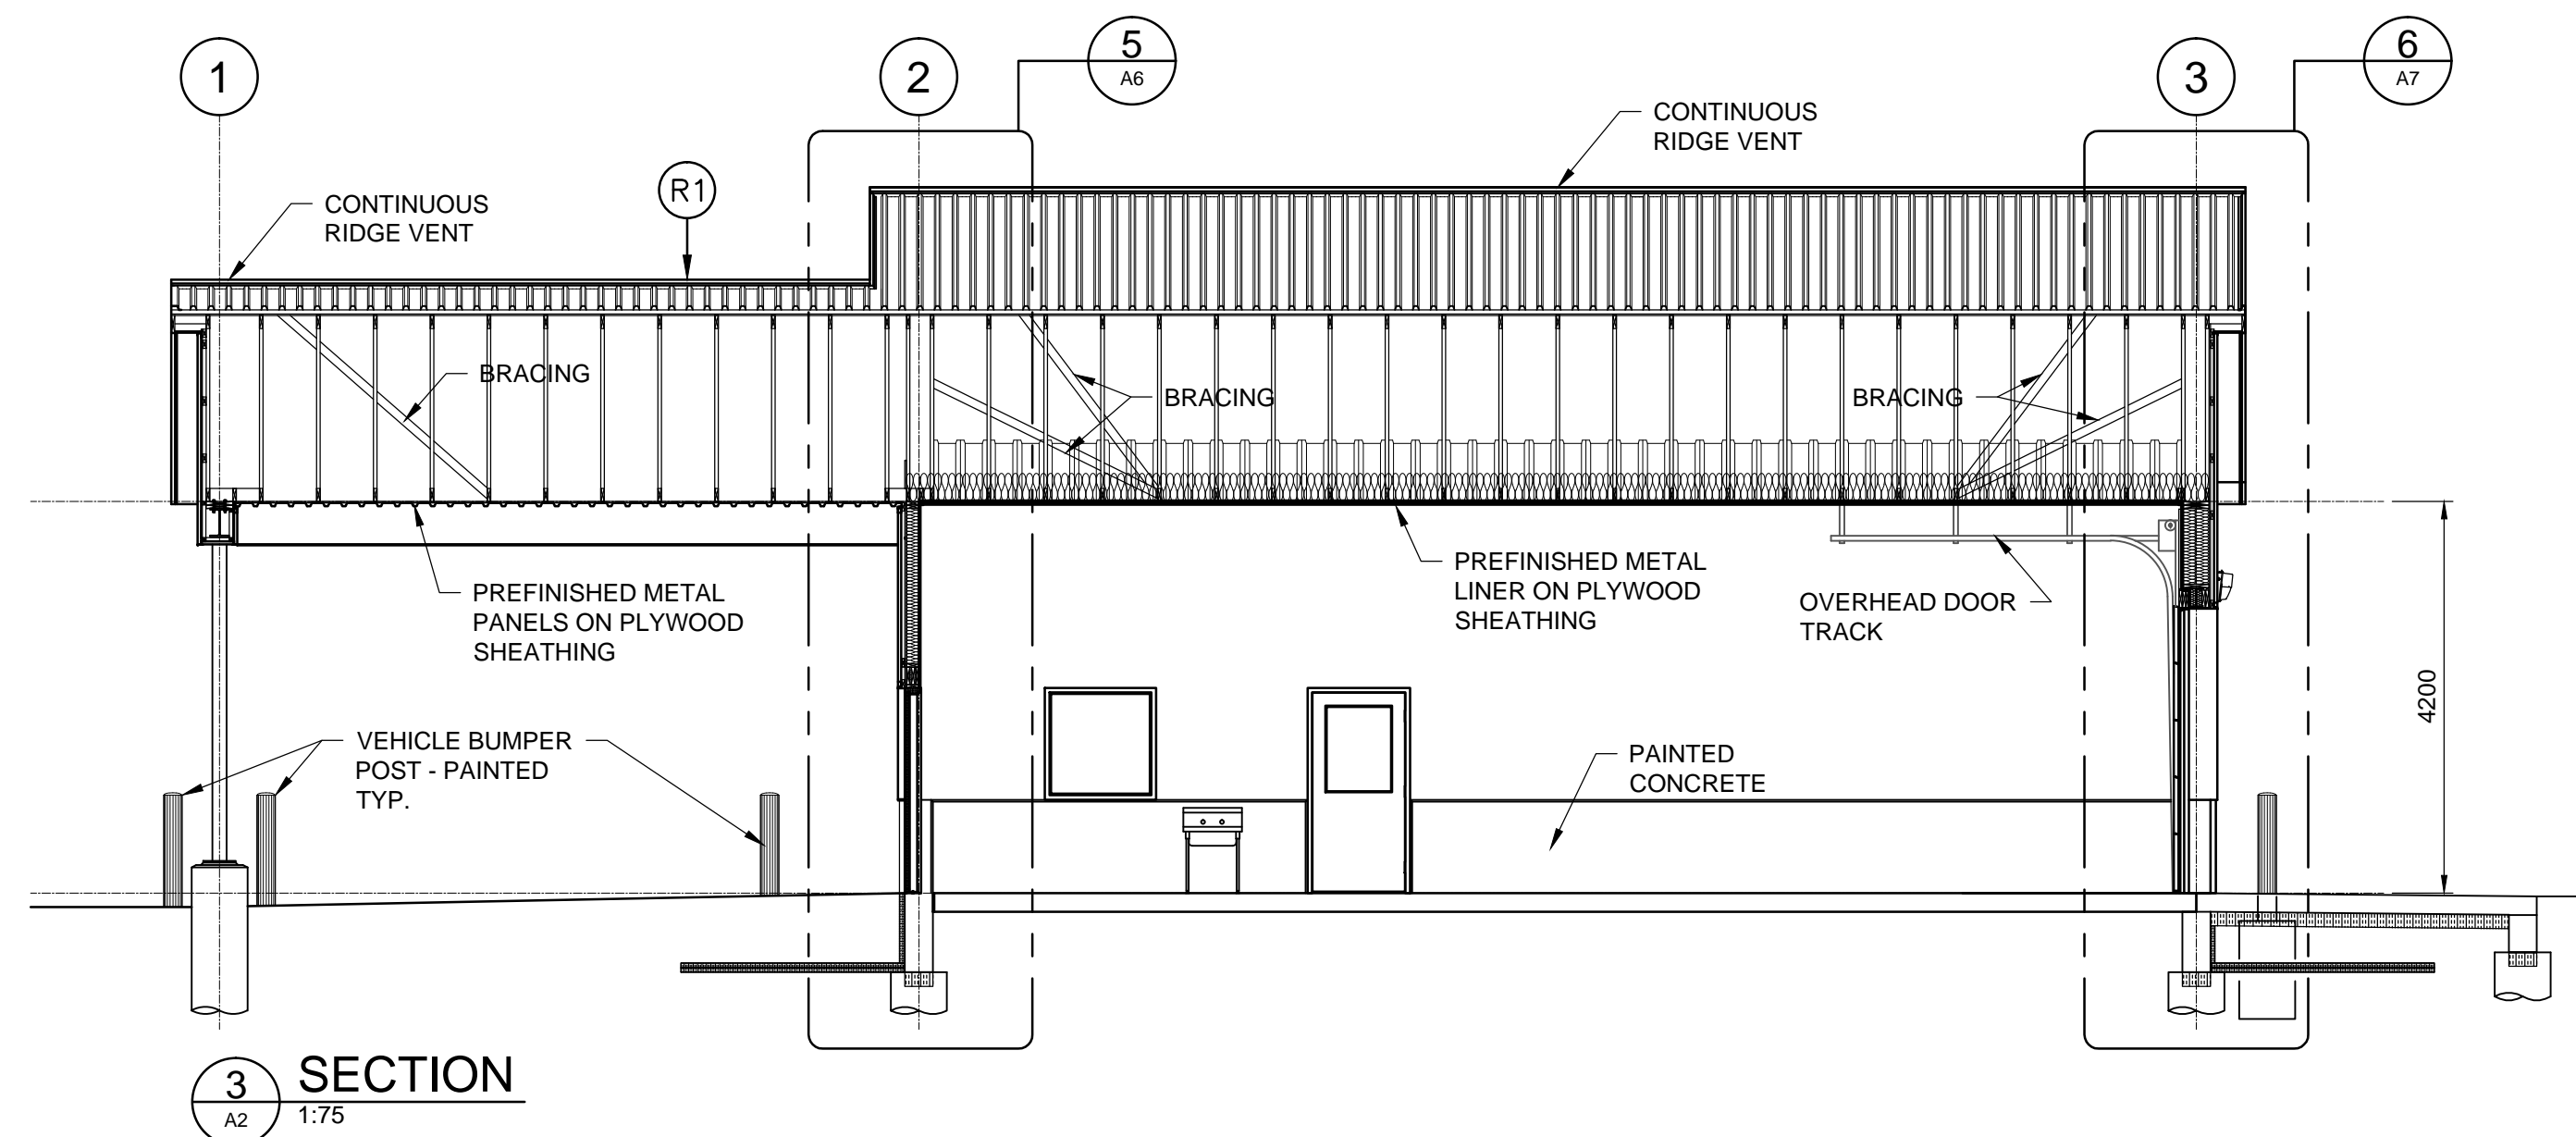 1
2
5
A6
3
6
A7
CONTINUOUS
RIDGE VENT
R1
CONTINUOUS
RIDGE VENT
BRACING
BRACING
BRACING
PREFINISHED METAL
PANELS ON PLYWOOD
SHEATHING
PREFINISHED METAL
LINER ON PLYWOOD
SHEATHING
OVERHEAD DOOR
TRACK
4200
VEHICLE BUMPER
POST - PAINTED
TYP.
PAINTED
CONCRETE
3
A2
SECTION
1:75